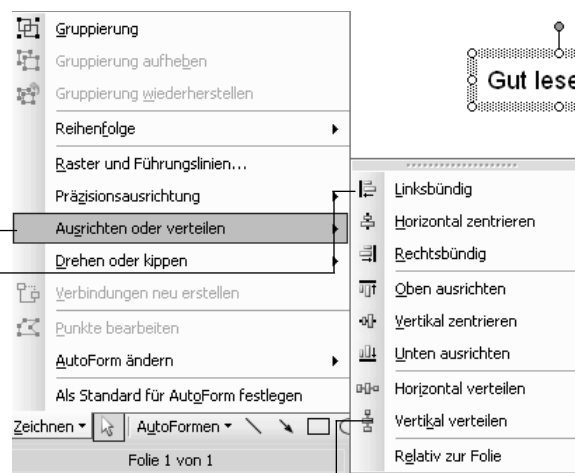 Gruppierung
Gruppierung aufheben
Gruppierung wiederherstellen
Reihenfolge
Raster und Führungslinien...
Präzisionsausrichtung
Ausrichten oder verteilen
Drehen oder kippen
Verbindungen neu erstellen
Punkte bearbeiten
AutoForm ändern
Als Standard für AutoForm festlegen
Zeichnen
AutoFormen
Folie 1 von 1
Gut lese
Linksbündig
Horizontal zentrieren
Rechtsbündig
Oben ausrichten
Vertikal zentrieren
Unten ausrichten
Horizontal verteilen
Vertikal verteilen
Relativ zur Folie